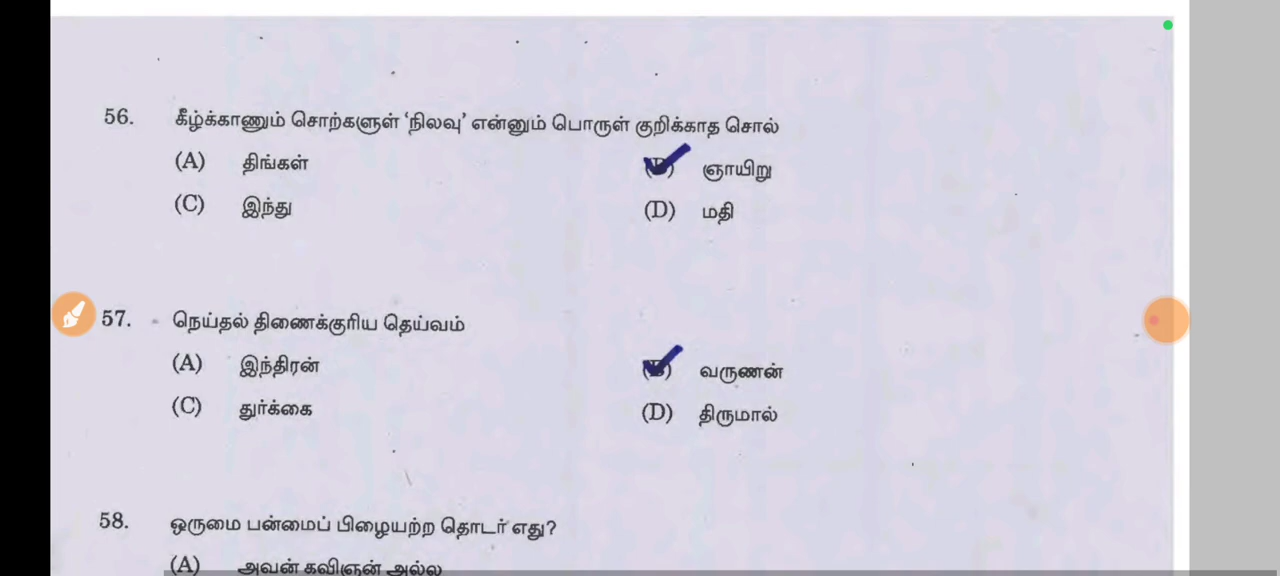 56. கீழ்க்காணும் சொற்களுள் 'நிலவு' என்னும் பொருள் குறிக்காத சொல்
(A) திங்கள் ஞாயிறு
(C) இந்து (D) மதி
57. நெய்தல் திணைக்குரிய தெய்வம்
(A) இந்திரன் வருணன்
(C) துர்க்கை (D) திருமால்
58. ஒருமை பன்மைப் பிழையற்ற தொடர் எது?
(A) அவன் கவிஞன் அல்ல